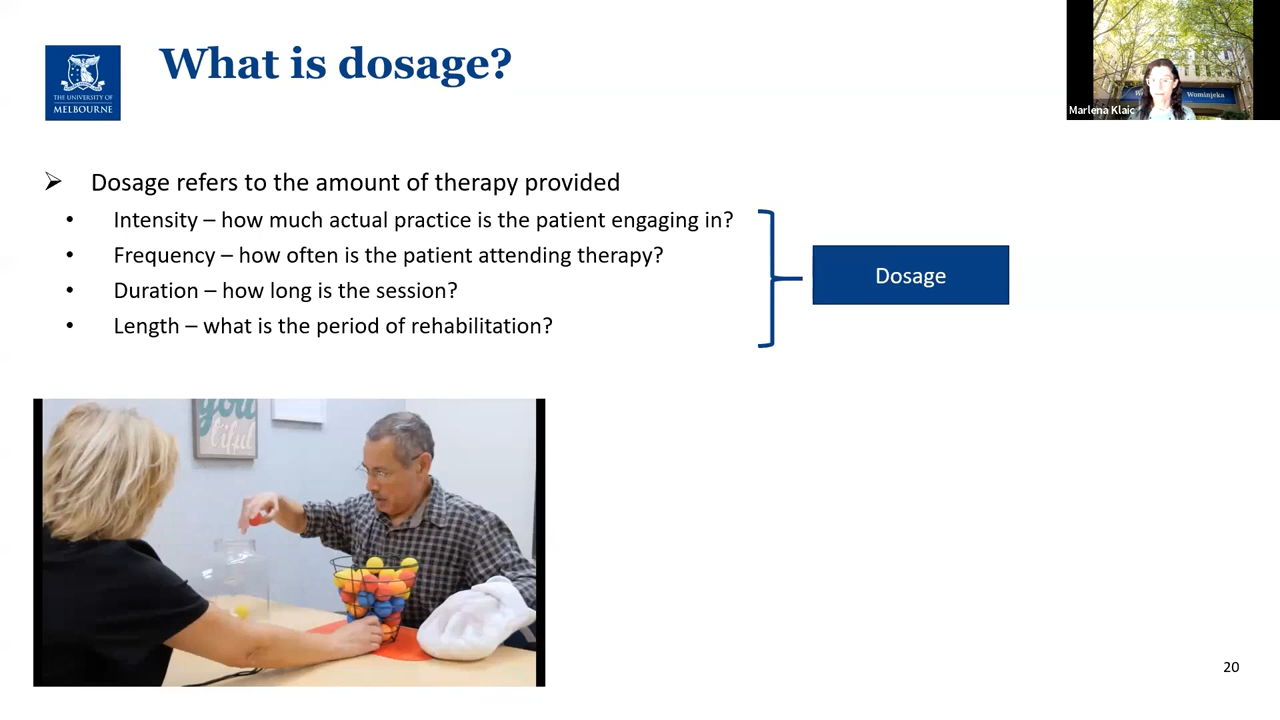 What is dosage?
THE UNIVERSITY OF
MELBOURNE
Wominjeka
Marlena Klaic
➢ Dosage refers to the amount of therapy provided
• Intensity – how much actual practice is the patient engaging in?
• Frequency – how often is the patient attending therapy?
• Duration – how long is the session?
• Length – what is the period of rehabilitation?
Dosage
you
20